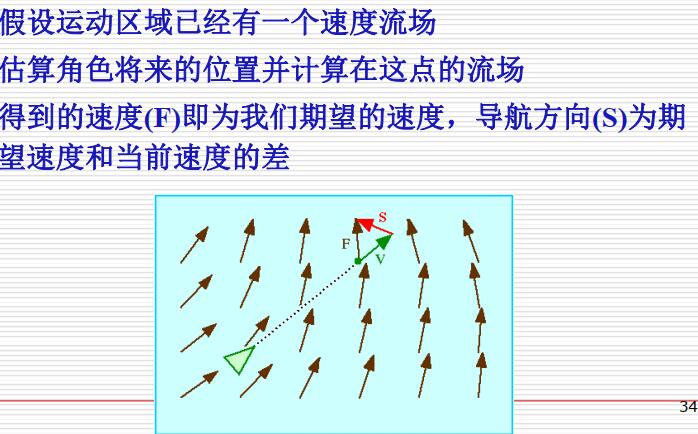 假设运动区域已经有一个速度流场
估算角色将来的位置并计算在这点的流场
得到的速度(F)即为我们期望的速度，导航方向(S)为期
望速度和当前速度的差
S
F
V
34